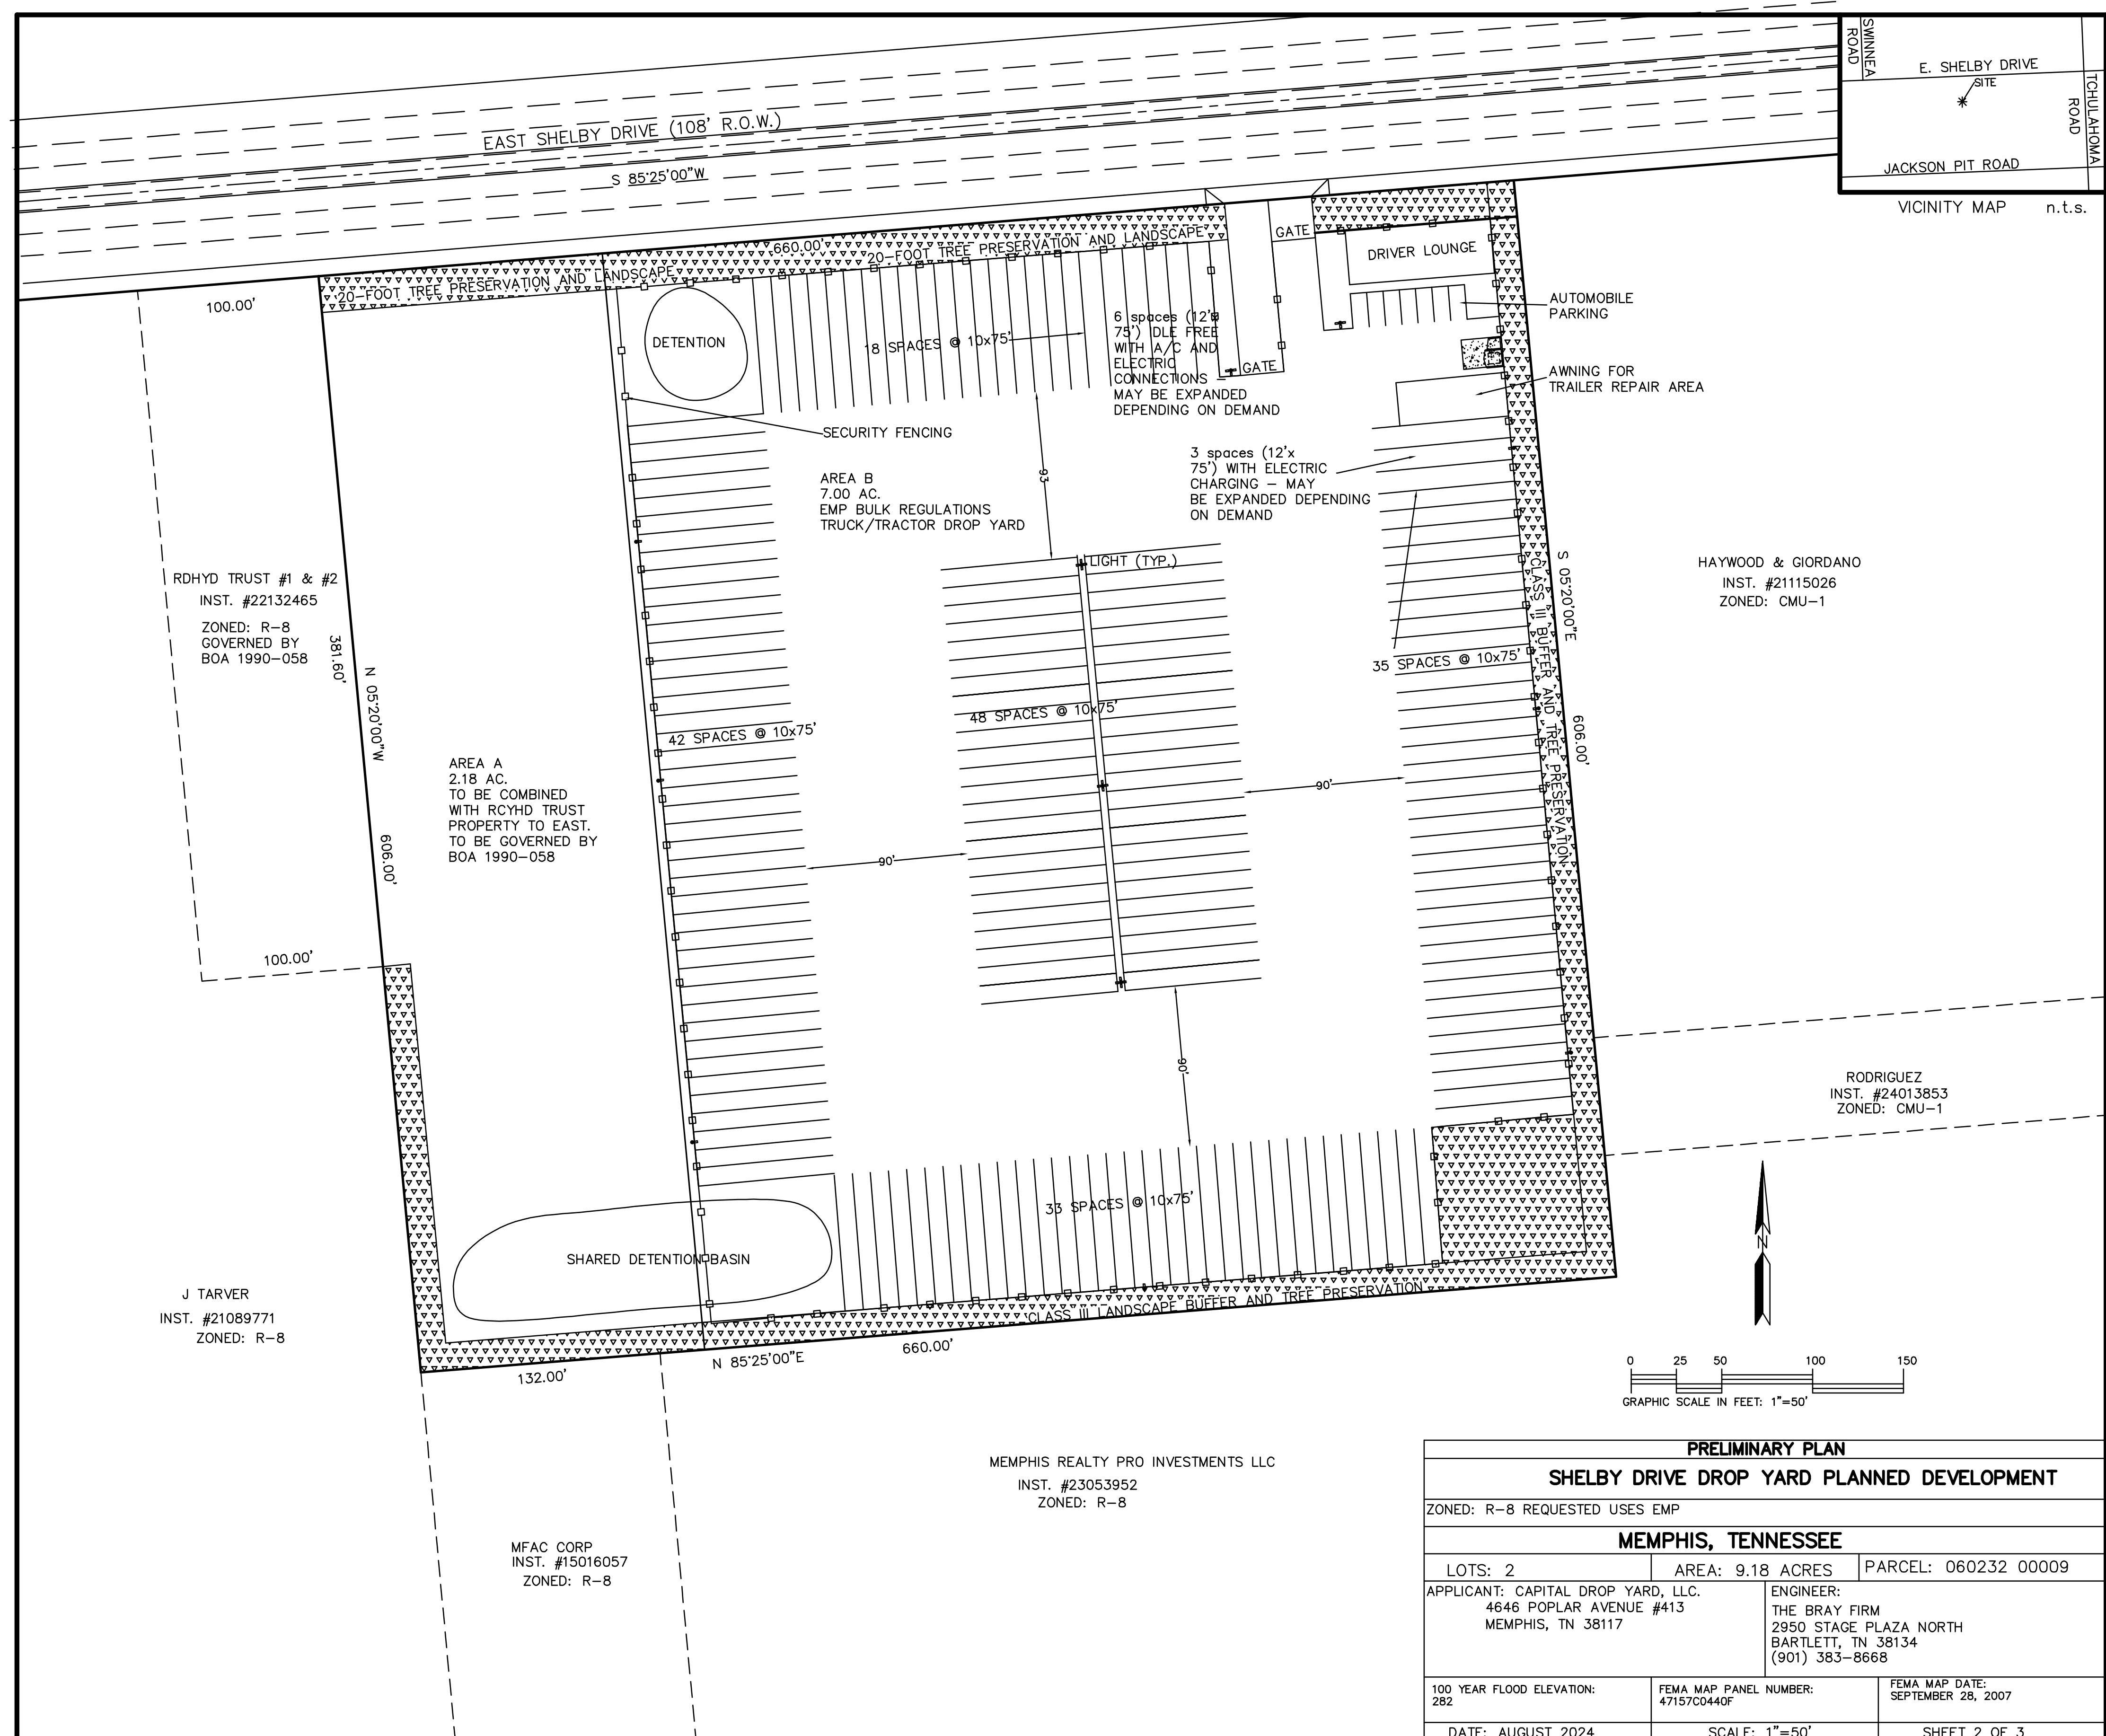 SWINNEA
ROAD
E. SHELBY DRIVE
SITE
TCHULAHOMA
ROAD
JACKSON PIT ROAD
VICINITY MAP n.t.s.
EAST SHELBY DRIVE (108' R.O.W.)
S 85°25'00"W
660.00'
20-FOOT TREE PRESERVATION AND LANDSCAPE
20-FOOT TREE PRESERVATION AND LANDSCAPE
100.00'
GATE
DRIVER LOUNGE
AUTOMOBILE
PARKING
DETENTION
18 SPACES @ 10x75'
6 spaces (12'x
75') IDLE FREE
WITH A/C AND
ELECTRIC
CONNECTIONS -
MAY BE EXPANDED
DEPENDING ON DEMAND
GATE
AWNING FOR
TRAILER REPAIR AREA
SECURITY FENCING
93'
3 spaces (12'x
75') WITH ELECTRIC
CHARGING - MAY
BE EXPANDED DEPENDING
ON DEMAND
AREA B
7.00 AC.
EMP BULK REGULATIONS
TRUCK/TRACTOR DROP YARD
LIGHT (TYP.)
S 05°20'00"E
606.00'
CLASS III BUFFER AND TREE PRESERVATION
HAYWOOD & GIORDANO
INST. #21115026
ZONED: CMU-1
RDHYD TRUST #1 & #2
INST. #22132465
ZONED: R-8
GOVERNED BY
BOA 1990-058
381.60'
N 05°20'00"W
606.00'
35 SPACES @ 10x75'
48 SPACES @ 10x75'
42 SPACES @ 10x75'
AREA A
2.18 AC.
TO BE COMBINED
WITH RCYHD TRUST
PROPERTY TO EAST.
TO BE GOVERNED BY
BOA 1990-058
90'
90'
100.00'
90'
RODRIGUEZ
INST. #24013853
ZONED: CMU-1
33 SPACES @ 10x75'
SHARED DETENTION BASIN
N
J TARVER
INST. #21089771
ZONED: R-8
CLASS III LANDSCAPE BUFFER AND TREE PRESERVATION
N 85°25'00"E
660.00'
132.00'
0 25 50 100 150
GRAPHIC SCALE IN FEET: 1"=50'
MEMPHIS REALTY PRO INVESTMENTS LLC
INST. #23053952
ZONED: R-8
MFAC CORP
INST. #15016057
ZONED: R-8
PRELIMINARY PLAN
SHELBY DRIVE DROP YARD PLANNED DEVELOPMENT
ZONED: R-8 REQUESTED USES EMP
MEMPHIS, TENNESSEE
LOTS: 2 AREA: 9.18 ACRES PARCEL: 060232 00009
APPLICANT: CAPITAL DROP YARD, LLC.
4646 POPLAR AVENUE #413
MEMPHIS, TN 38117
ENGINEER:
THE BRAY FIRM
2950 STAGE PLAZA NORTH
BARTLETT, TN 38134
(901) 383-8668
100 YEAR FLOOD ELEVATION:
282
FEMA MAP PANEL NUMBER:
47157C0440F
FEMA MAP DATE:
SEPTEMBER 28, 2007
DATE: AUGUST 2024 SCALE: 1"=50' SHEET 2 OF 3